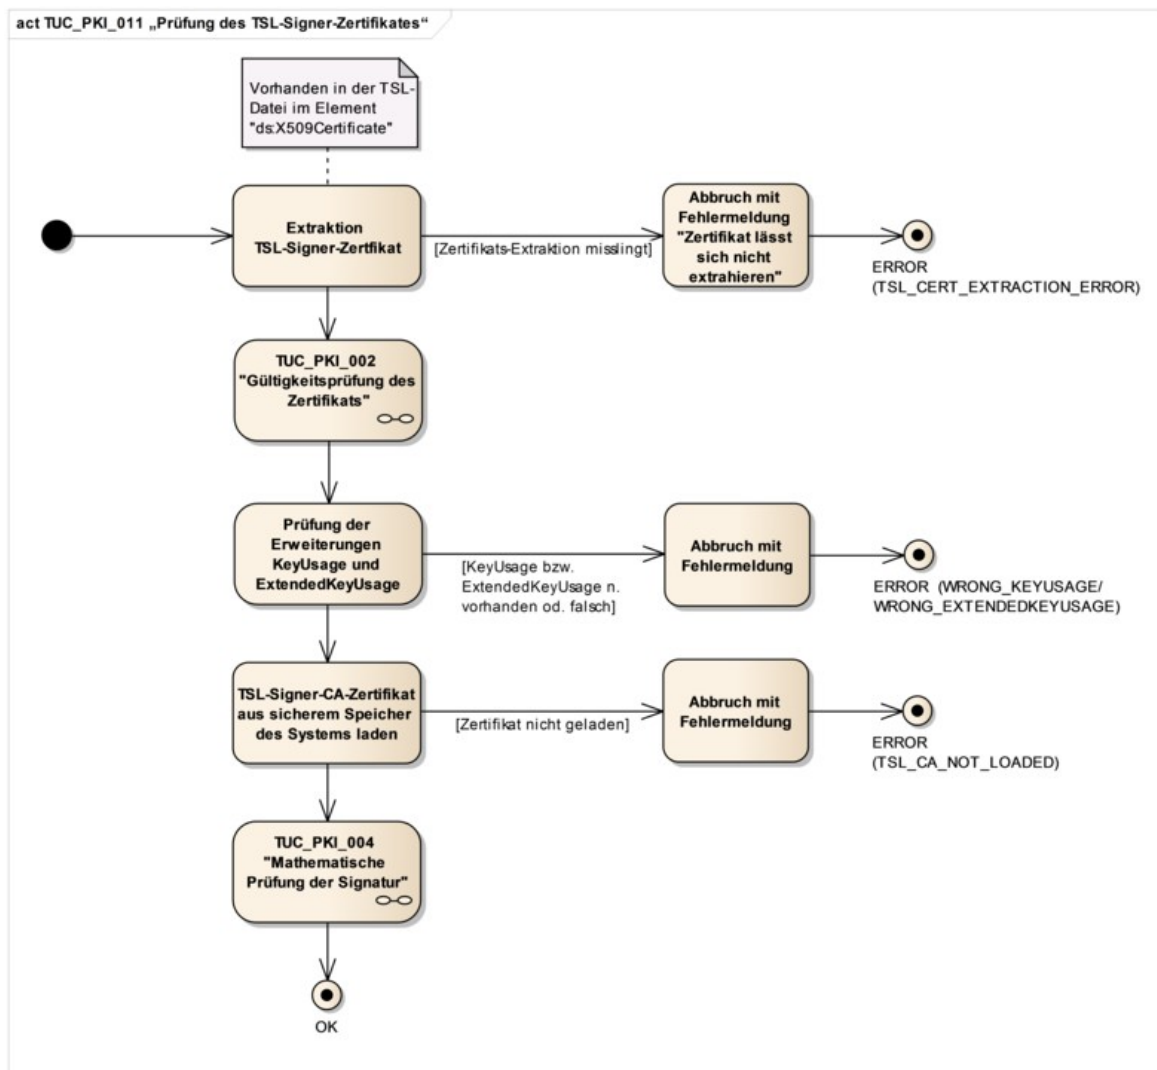 act TUC_PKI_011 „Prüfung des TSL-Signer-Zertifikates“
Vorhanden in der TSL-
Datei im Element
"ds:X509Certificate"
Extraktion
TSL-Signer-Zertfikat
[Zertifikats-Extraktion misslingt]
Abbruch mit
Fehlermeldung
"Zertifikat lässt
sich nicht
extrahieren"
ERROR
(TSL_CERT_EXTRACTION_ERROR)
TUC_PKI_002
"Gültigkeitsprüfung des
Zertifikats"
Prüfung der
Erweiterungen
KeyUsage und
ExtendedKeyUsage
[KeyUsage bzw.
ExtendedKeyUsage n.
vorhanden od. falsch]
Abbruch mit
Fehlermeldung
ERROR (WRONG_KEYUSAGE/
WRONG_EXTENDEDKEYUSAGE)
TSL-Signer-CA-Zertifikat
aus sicherem Speicher
des Systems laden
[Zertifikat nicht geladen]
Abbruch mit
Fehlermeldung
ERROR
(TSL_CA_NOT_LOADED)
TUC_PKI_004
"Mathematische
Prüfung der Signatur"
OK